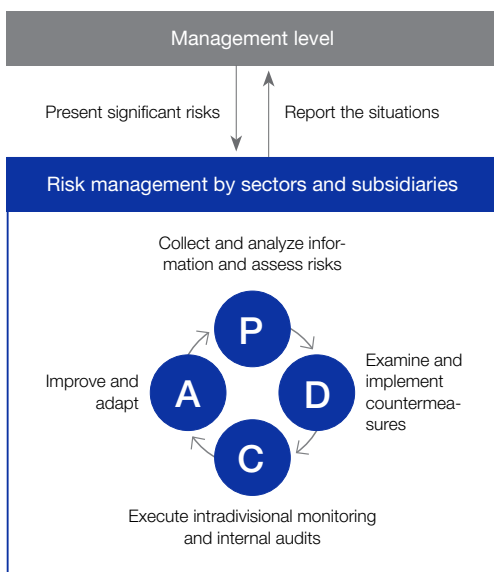 Management level
Present significant risks
Report the situations
Risk management by sectors and subsidiaries
Collect and analyze infor-
mation and assess risks
P
Improve and
adapt
A
D
Examine and
implement
countermea-
sures
C
Execute intradivisional monitoring
and internal audits